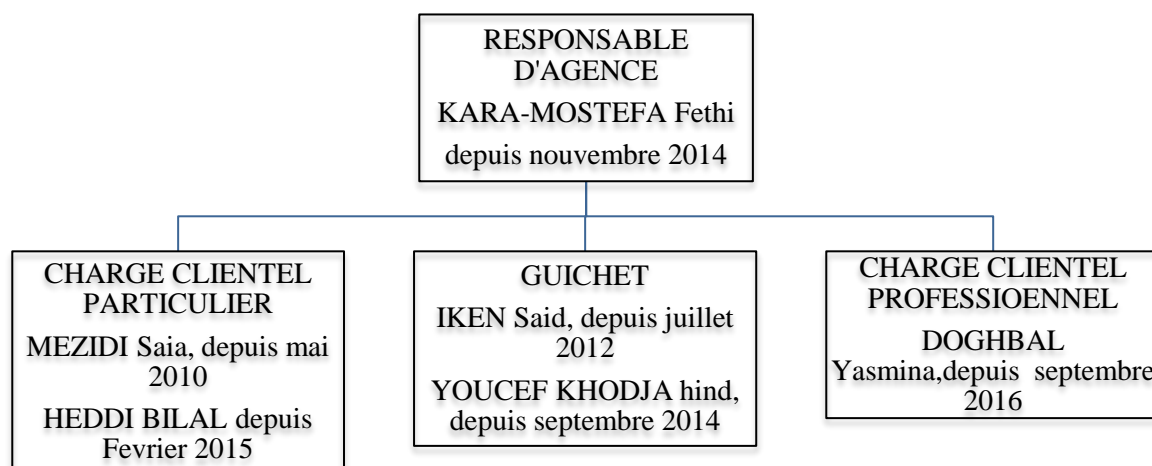 RESPONSABLE
D'AGENCE
KARA-MOSTEFA Fethi
depuis nouvembre 2014
CHARGE CLIENTEL
PARTICULIER
MEZIDI Saia, depuis mai
2010
HEDDI BILAL depuis
Fevrier 2015
GUICHET
IKEN Said, depuis juillet
2012
YOUCEF KHODJA hind,
depuis septembre 2014
CHARGE CLIENTEL
PROFESSIOENNEL
DOGHBAL
Yasmina,depuis septembre
2016